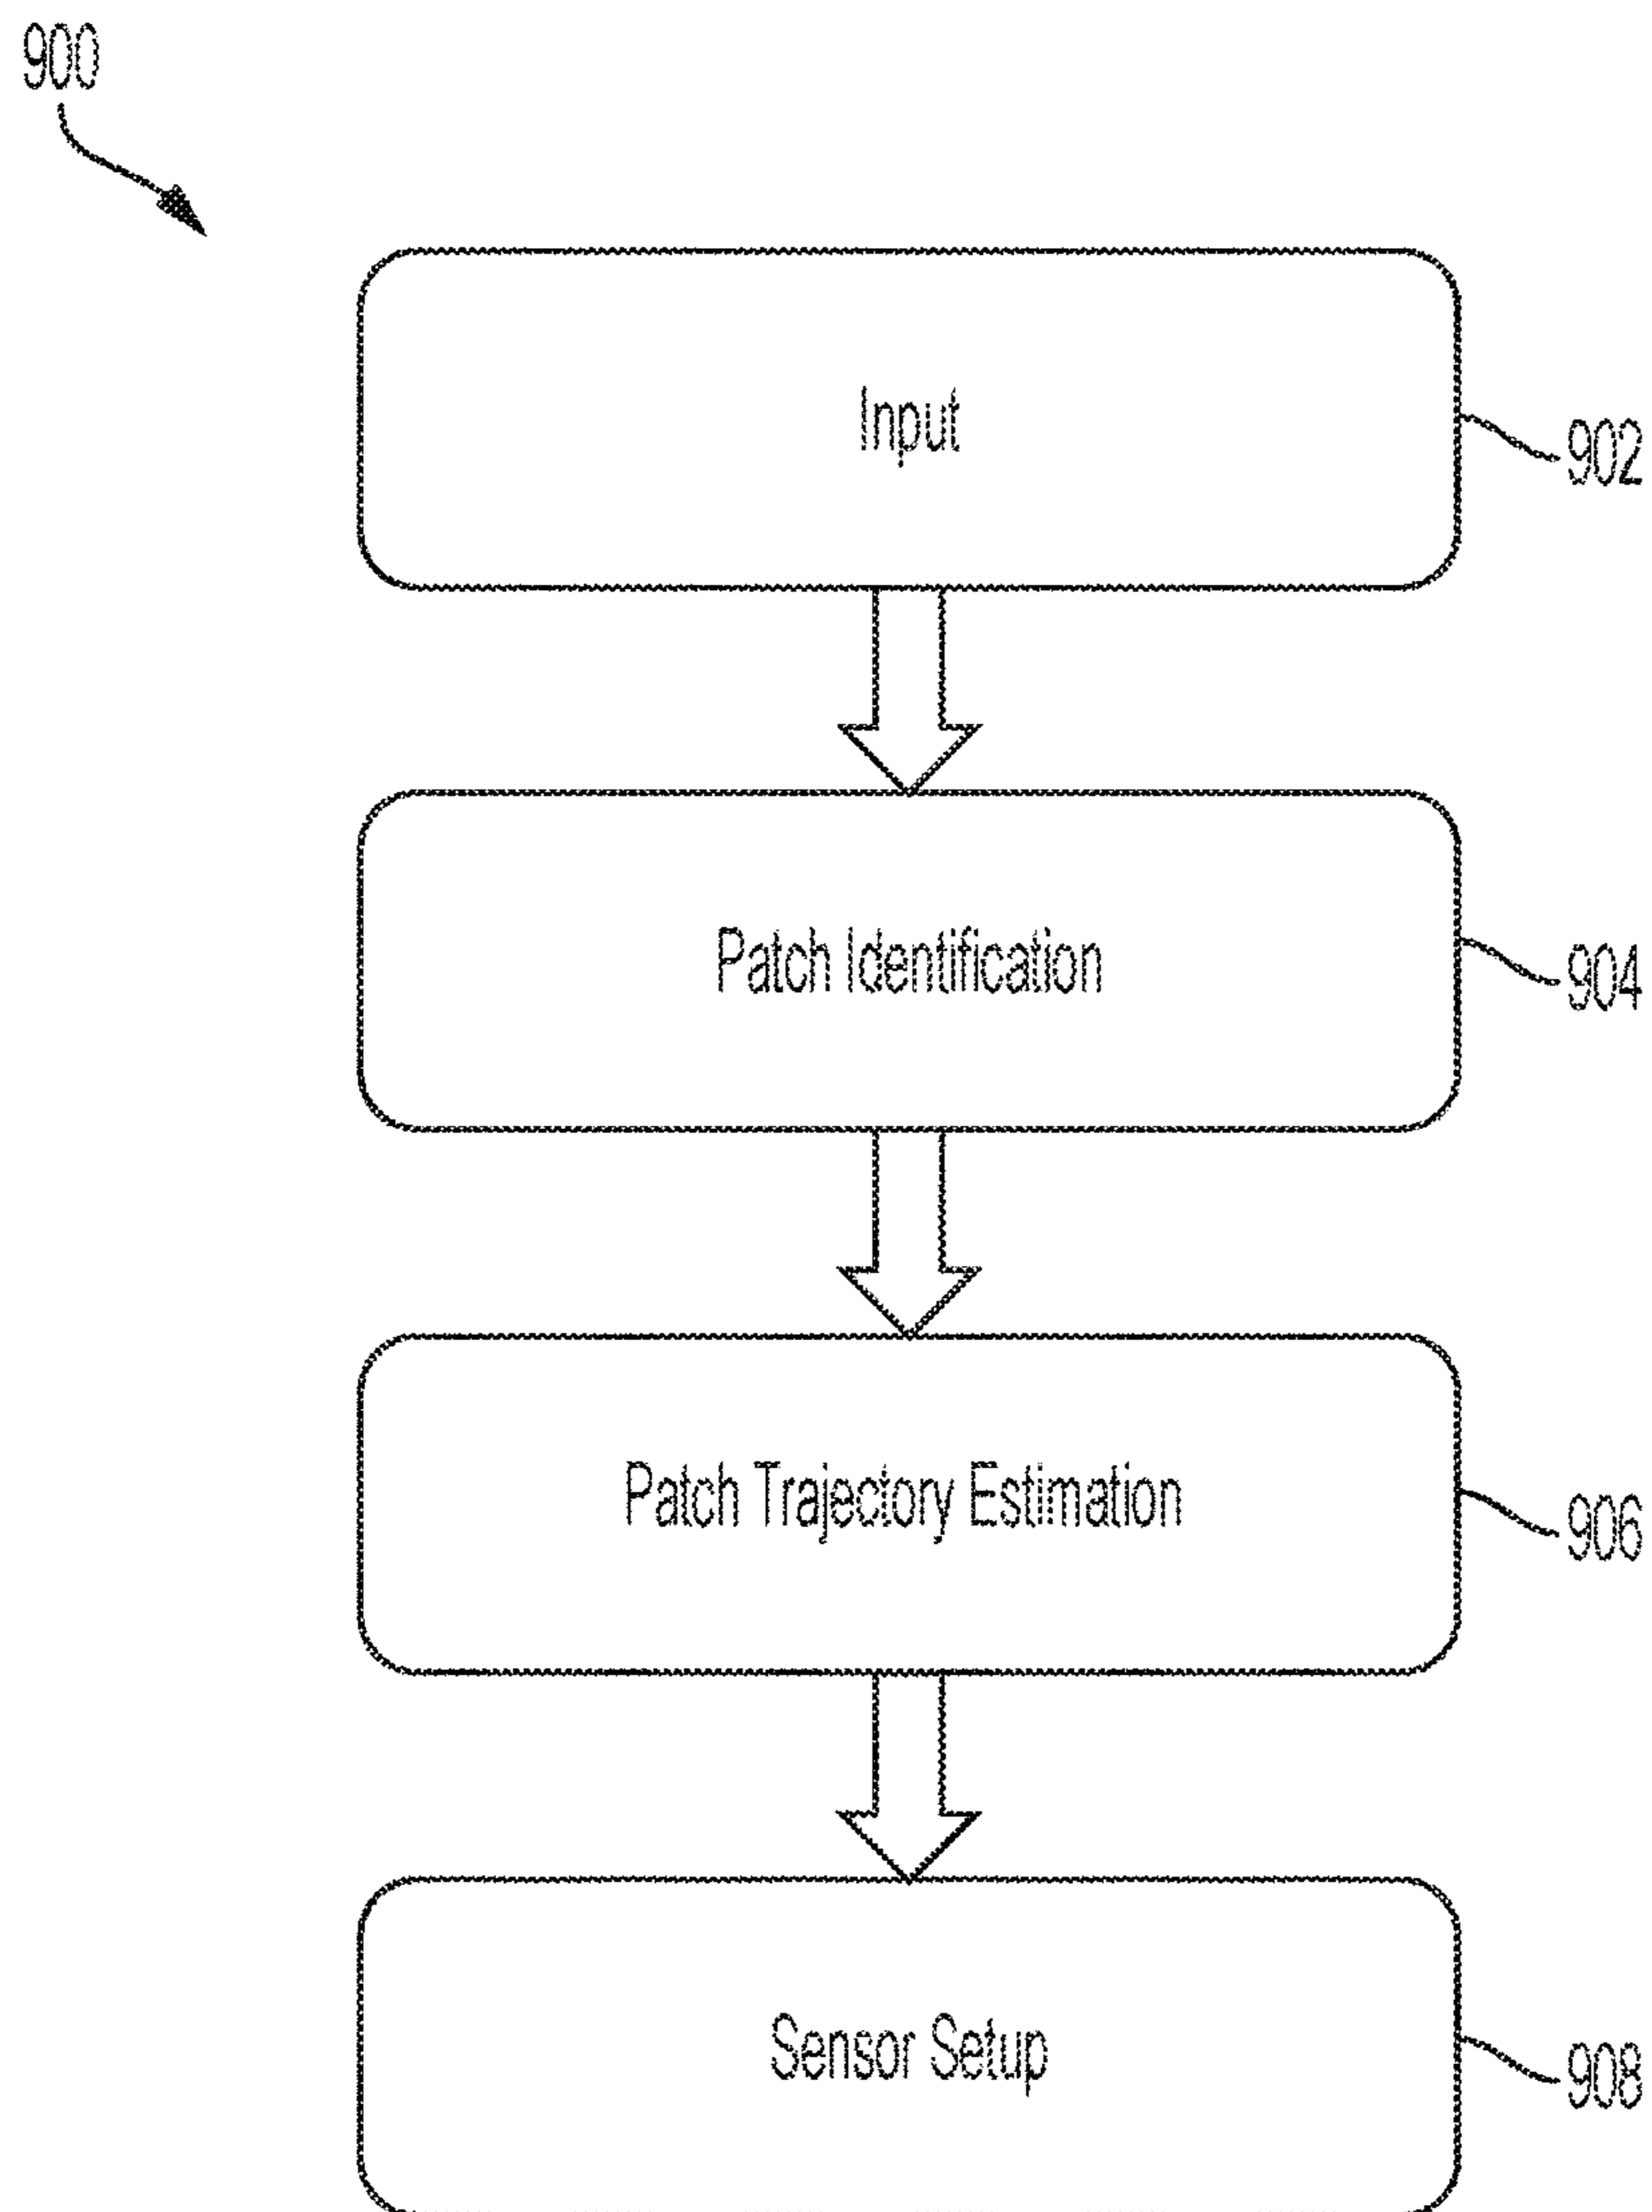 900
Input
902
Patch Identification
904
Patch Trajectory Estimation
906
Sensor Setup
908